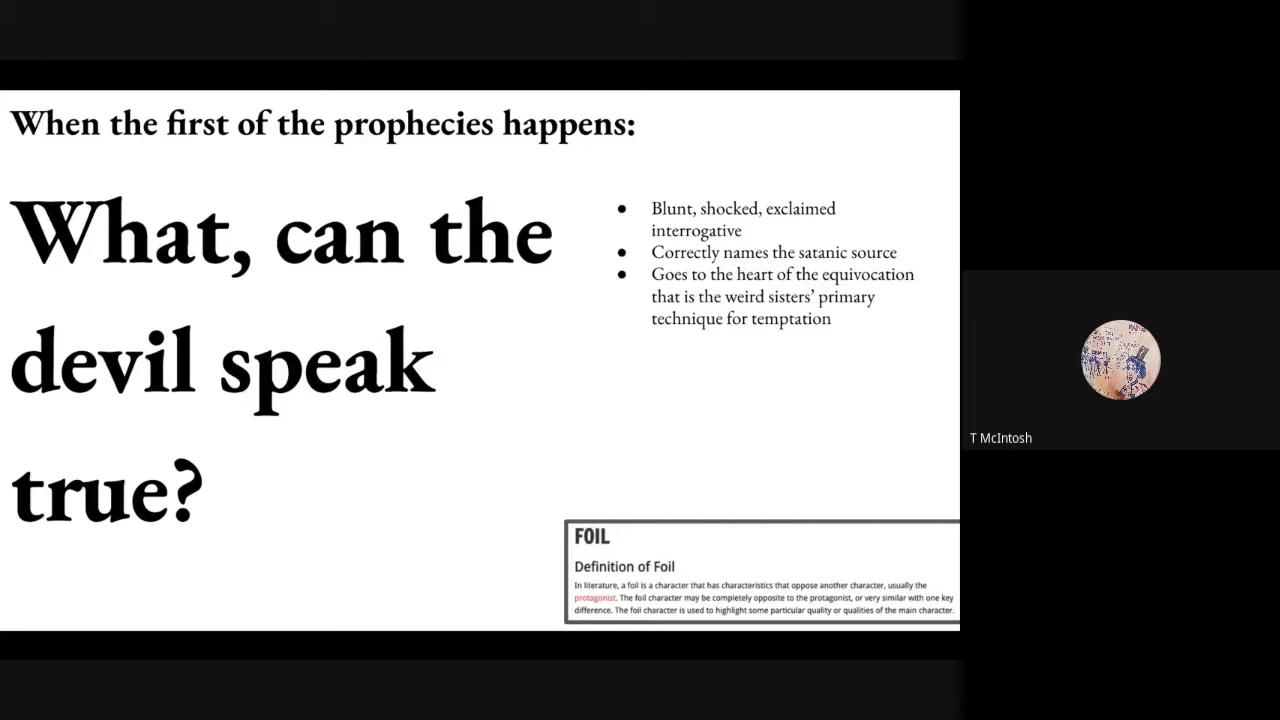 When the first of the prophecies happens:
What, can the
devil speak
true?
● Blunt, shocked, exclaimed
interrogative
● Correctly names the satanic source
● Goes to the heart of the equivocation
that is the weird sisters’ primary
technique for temptation
FOIL
Definition of Foil
In literature, a foil is a character that has characteristics that oppose another character, usually the
protagonist. The foil character may be completely opposite to the protagonist, or very similar with one key
difference. The foil character is used to highlight some particular quality or qualities of the main character.
T McIntosh